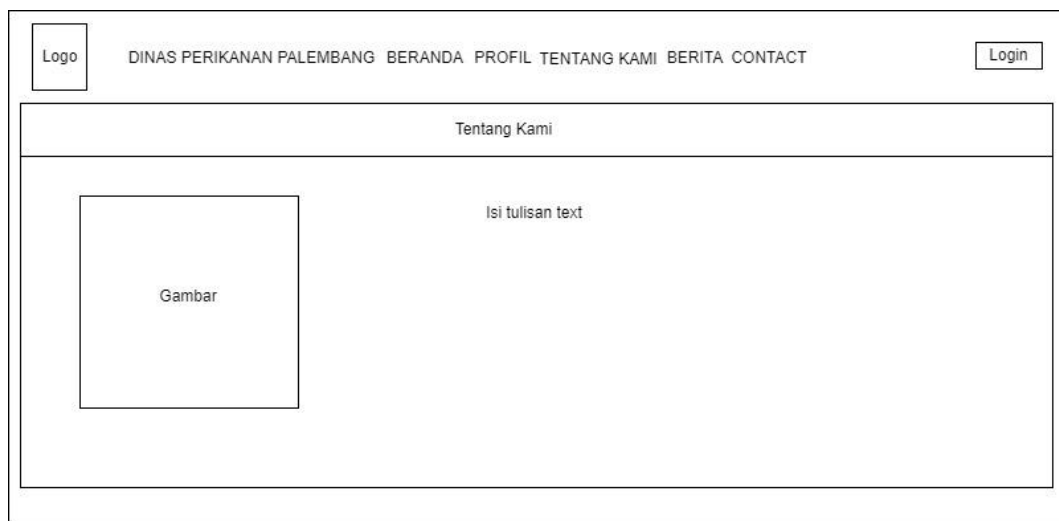 Logo
DINAS PERIKANAN PALEMBANG BERANDA PROFIL TENTANG KAMI BERITA CONTACT
Login
Tentang Kami
Isi tulisan text
Gambar